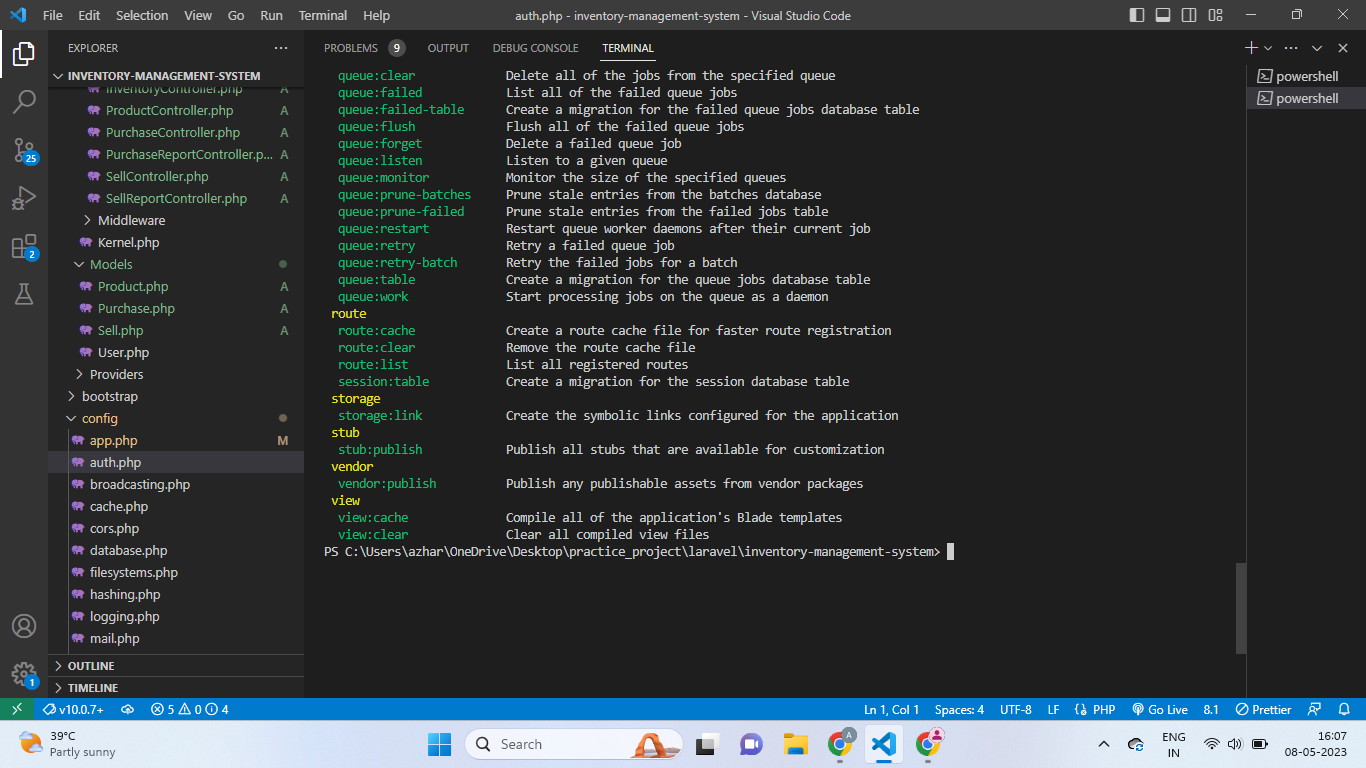 File Edit Selection View Go Run Terminal Help auth.php - inventory-management-system - Visual Studio Code
EXPLORER
INVENTORY-MANAGEMENT-SYSTEM
InventoryController.php A
ProductController.php A
PurchaseController.php A
PurchaseReportController.p... A
SellController.php A
SellReportController.php A
Middleware
Kernel.php
Models
Product.php A
Purchase.php A
Sell.php A
User.php
Providers
bootstrap
config
app.php M
auth.php
broadcasting.php
cache.php
cors.php
database.php
filesystems.php
hashing.php
logging.php
mail.php
OUTLINE
TIMELINE
25
2
1
PROBLEMS 9 OUTPUT DEBUG CONSOLE TERMINAL
queue:clear Delete all of the jobs from the specified queue
queue:failed List all of the failed queue jobs
queue:failed-table Create a migration for the failed queue jobs database table
queue:flush Flush all of the failed queue jobs
queue:forget Delete a failed queue job
queue:listen Listen to a given queue
queue:monitor Monitor the size of the specified queues
queue:prune-batches Prune stale entries from the batches database
queue:prune-failed Prune stale entries from the failed jobs table
queue:restart Restart queue worker daemons after their current job
queue:retry Retry a failed queue job
queue:retry-batch Retry the failed jobs for a batch
queue:table Create a migration for the queue jobs database table
queue:work Start processing jobs on the queue as a daemon
route
route:cache Create a route cache file for faster route registration
route:clear Remove the route cache file
route:list List all registered routes
session:table Create a migration for the session database table
storage
storage:link Create the symbolic links configured for the application
stub
stub:publish Publish all stubs that are available for customization
vendor
vendor:publish Publish any publishable assets from vendor packages
view
view:cache Compile all of the application's Blade templates
view:clear Clear all compiled view files
PS C:\Users\azhar\OneDrive\Desktop\practice_project\laravel\inventory-management-system>
powershell
powershell
v10.0.7+ 5 0 4 Ln 1, Col 1 Spaces: 4 UTF-8 LF PHP Go Live 8.1 Prettier
39°C
Partly sunny
Search
A
ENG
IN
16:07
08-05-2023